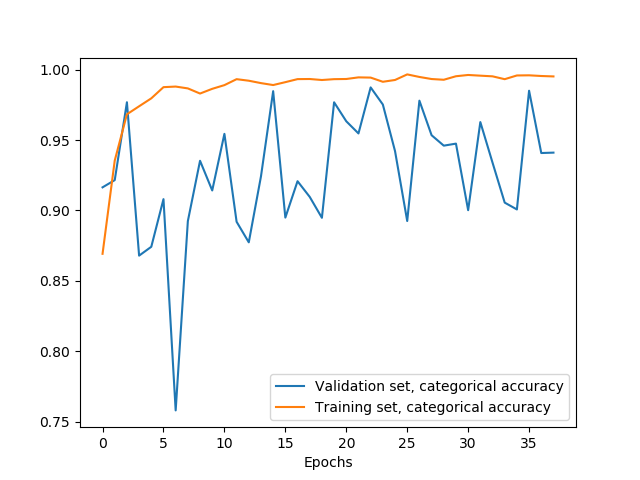 1.00
0.95
0.90
0.85
0.80
0.75
Validation set, categorical accuracy
Training set, categorical accuracy
0 5 10 15 20 25 30 35
Epochs